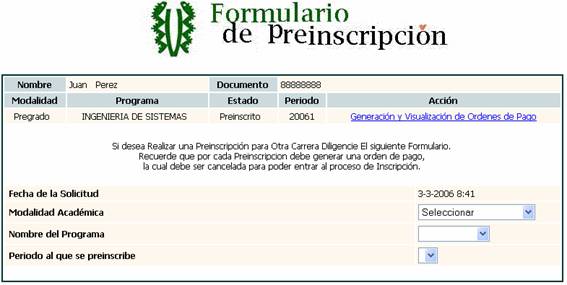 Formulario
de Preinscripción
Nombre Juan Perez Documento 88888888
Modalidad Programa Estado Periodo Acción
Pregrado INGENIERIA DE SISTEMAS Preinscrito 20061 Generación y Visualización de Ordenes de Pago
Si desea Realizar una Preinscripción para Otra Carrera Diligencie El siguiente Formulario.
Recuerde que por cada Preinscripcion debe generar una orden de pago,
la cual debe ser cancelada para poder entrar al proceso de Inscripción.
Fecha de la Solicitud 3-3-2006 8:41
Modalidad Académica Seleccionar
Nombre del Programa
Periodo al que se preinscribe